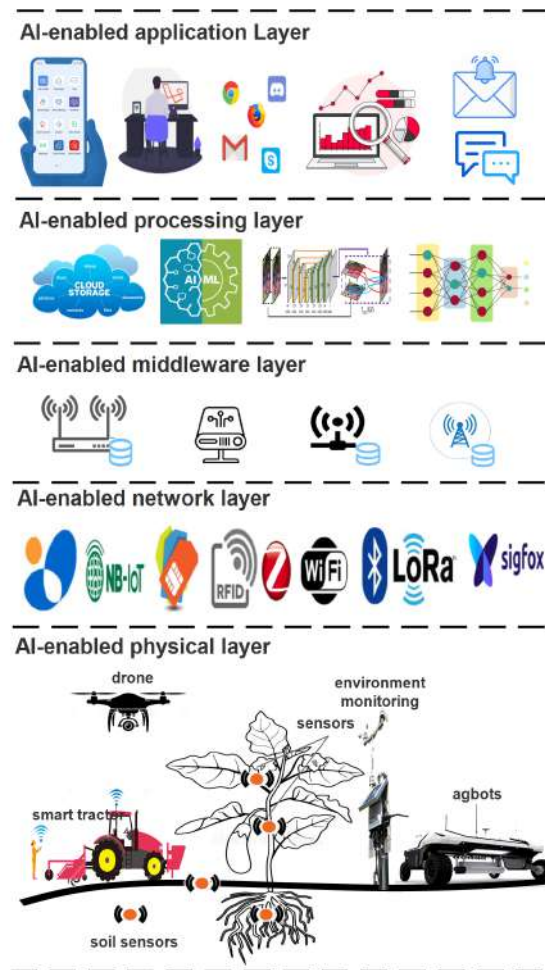 AI-enabled application Layer
AI-enabled processing layer
CLOUD
STORAGE
AI ML
AI-enabled middleware layer
AI-enabled network layer
NB-IoT
RFID
Z
WiFi
LoRa
sigfox
AI-enabled physical layer
drone
environment
monitoring
sensors
smart tractor
agbots
soil sensors